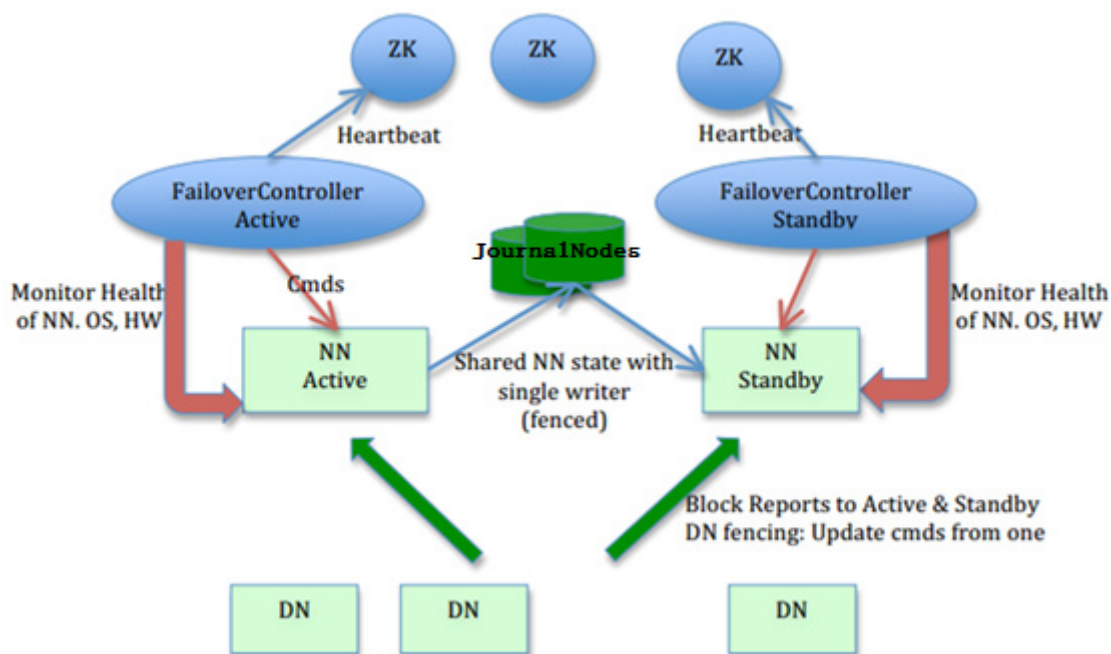 ZK
ZK
ZK
Heartbeat
Heartbeat
FailoverController
Active
FailoverController
Standby
JournalNodes
Cmds
Monitor Health
of NN. OS, HW
Monitor Health
of NN. OS, HW
NN
Active
Shared NN state with
single writer
(fenced)
NN
Standby
Block Reports to Active & Standby
DN fencing: Update cmds from one
DN
DN
DN